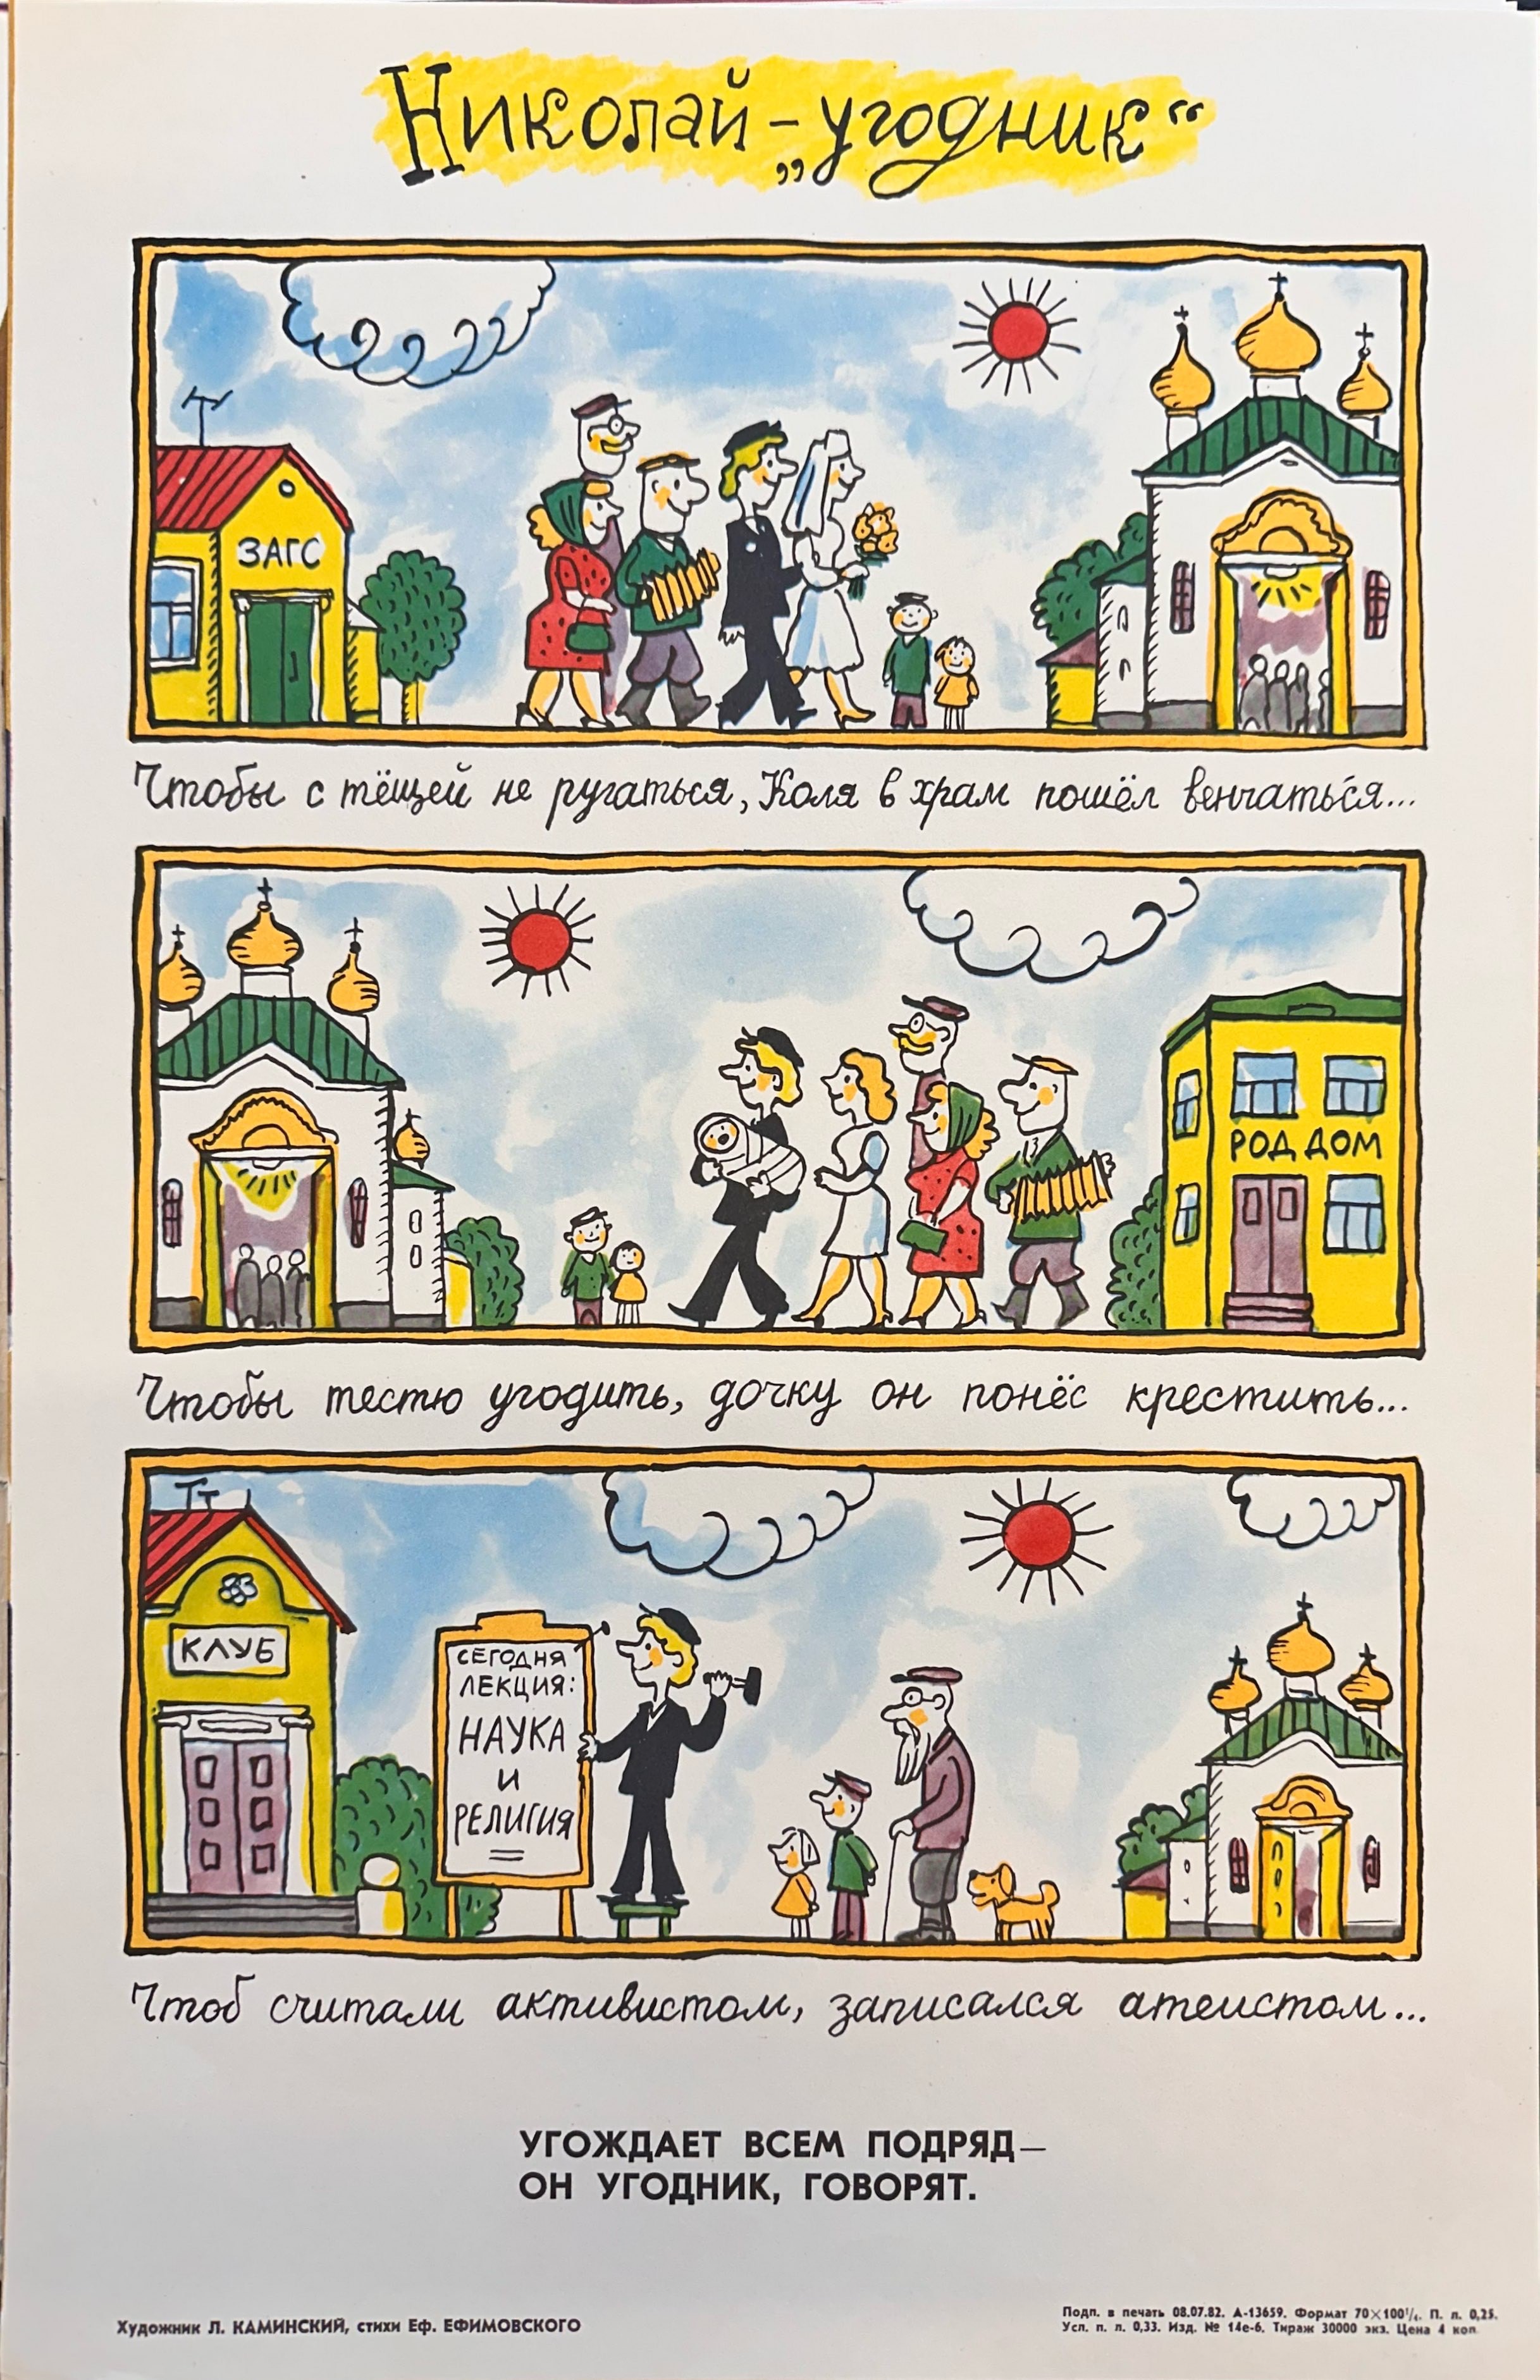 Николай – „угодник“
ЗАГС
Чтобы с тёщей не ругаться, Коля в храм пошёл венчаться...
РОДДОМ
Чтобы тестю угодить, дочку он понёс крестить...
КЛУБ
СЕГОДНЯ
ЛЕКЦИЯ:
НАУКА
И
РЕЛИГИЯ
Чтоб считали активистом, записался атеистом...
УГОЖДАЕТ ВСЕМ ПОДРЯД—
ОН УГОДНИК, ГОВОРЯТ.
Художник Л. КАМИНСКИЙ, стихи Еф. ЕФИМОВСКОГО
Подп. в печать 08.07.82. А-13659. Формат 70×100¹/₄. П. л. 0,25.
Усл. п. л. 0,33. Изд. № 14е-6. Тираж 30000 экз. Цена 4 коп